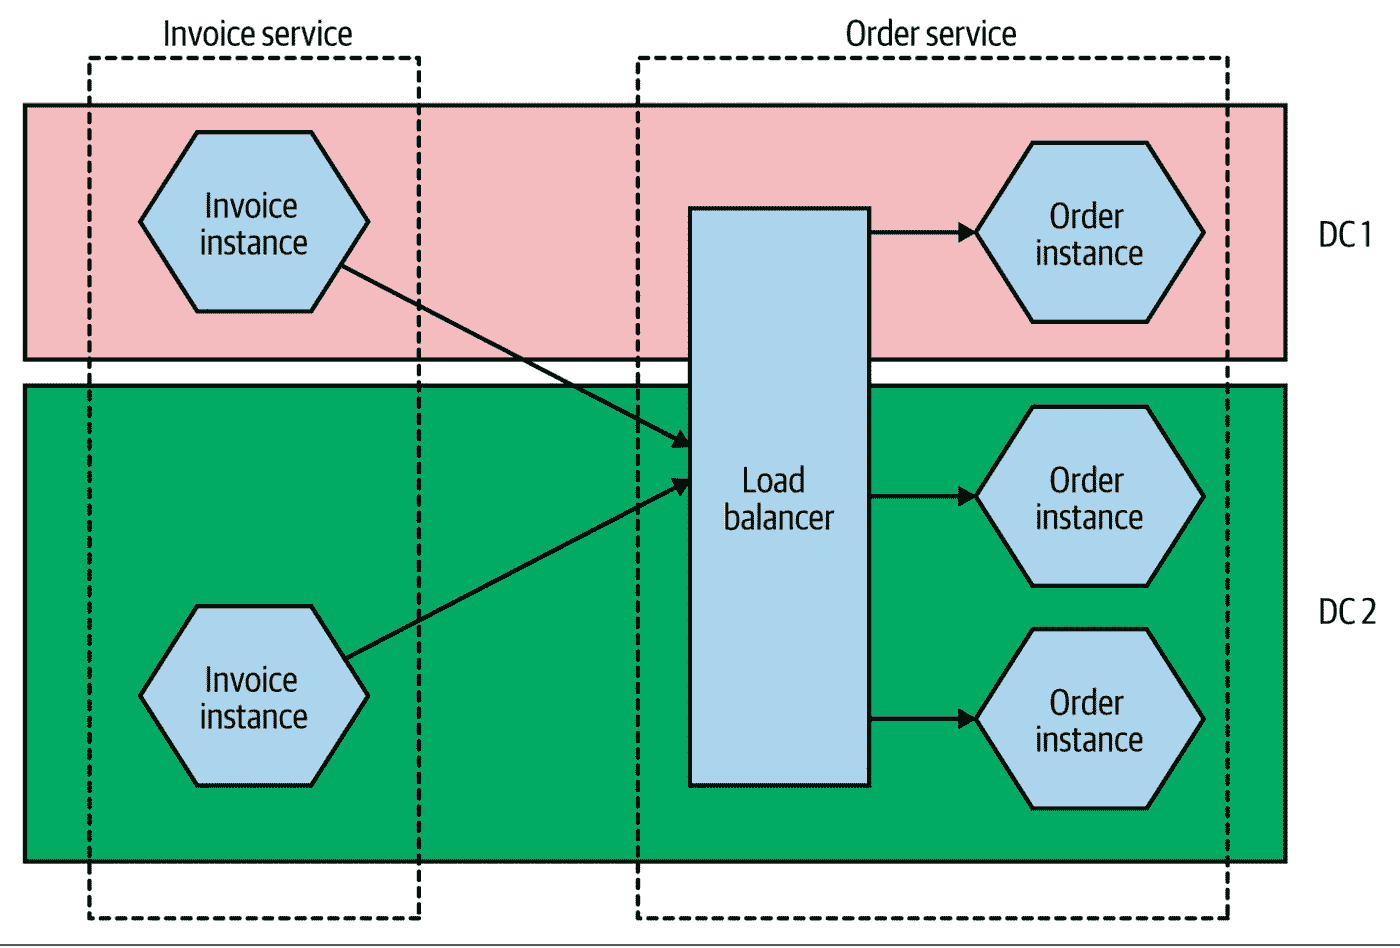 Invoice service
Order service
Invoice
instance
Order
instance
DC 1
Load
balancer
Order
instance
DC 2
Invoice
instance
Order
instance